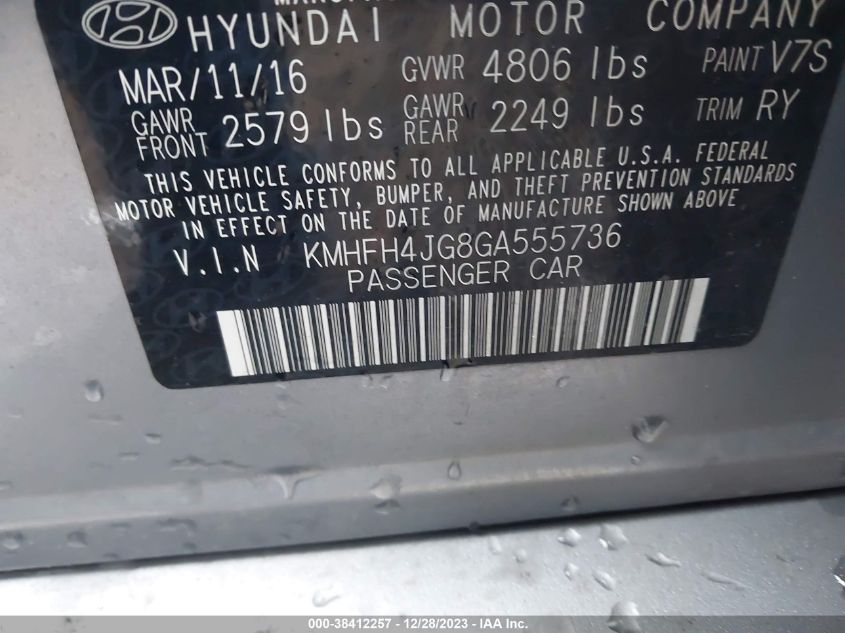 HYUNDAI MOTOR COMPANY
MAR/11/16 GVWR 4806 lbs PAINT V7S
GAWR FRONT 2579 lbs GAWR REAR 2249 lbs TRIM RY
THIS VEHICLE CONFORMS TO ALL APPLICABLE U.S.A. FEDERAL
MOTOR VEHICLE SAFETY, BUMPER, AND THEFT PREVENTION STANDARDS
IN EFFECT ON THE DATE OF MANUFACTURE SHOWN ABOVE
V.I.N KMHFH4JG8GA555736
PASSENGER CAR
000-38412257 - 12/28/2023 - IAA Inc.